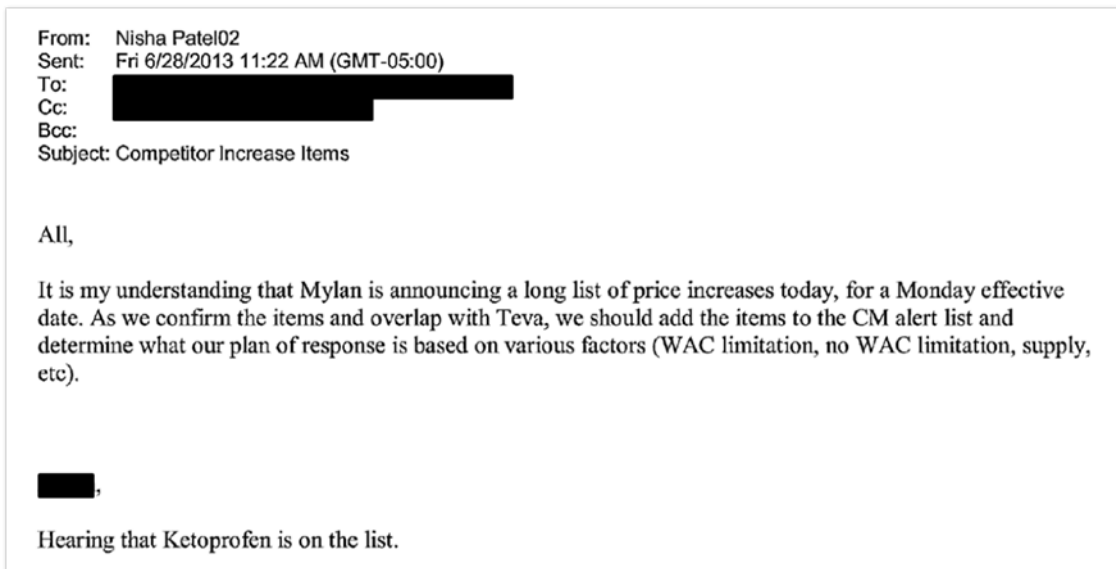 From: Nisha Patel02
Sent: Fri 6/28/2013 11:22 AM (GMT-05:00)
To:
Cc:
Bcc:
Subject: Competitor Increase Items
All,
It is my understanding that Mylan is announcing a long list of price increases today, for a Monday effective
date. As we confirm the items and overlap with Teva, we should add the items to the CM alert list and
determine what our plan of response is based on various factors (WAC limitation, no WAC limitation, supply,
etc).
,
Hearing that Ketoprofen is on the list.